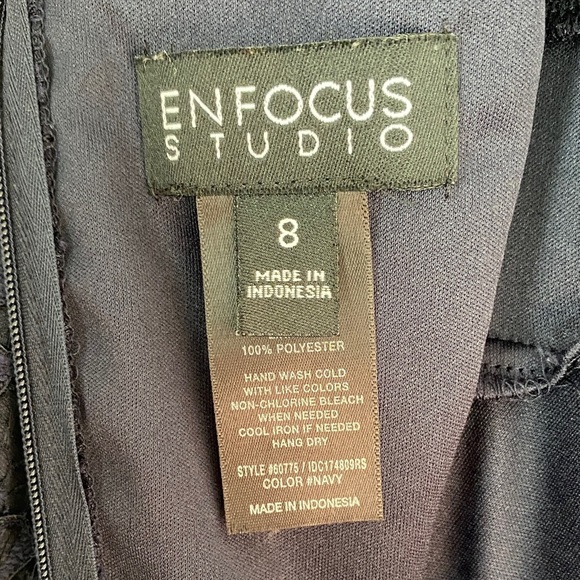 ENFOCUS
STUDIO
8
MADE IN
INDONESIA
100% POLYESTER
HAND WASH COLD
WITH LIKE COLORS
NON-CHLORINE BLEACH
WHEN NEEDED
COOL IRON IF NEEDED
HANG DRY
STYLE #60775 / IDC174809RS
COLOR #NAVY
MADE IN INDONESIA